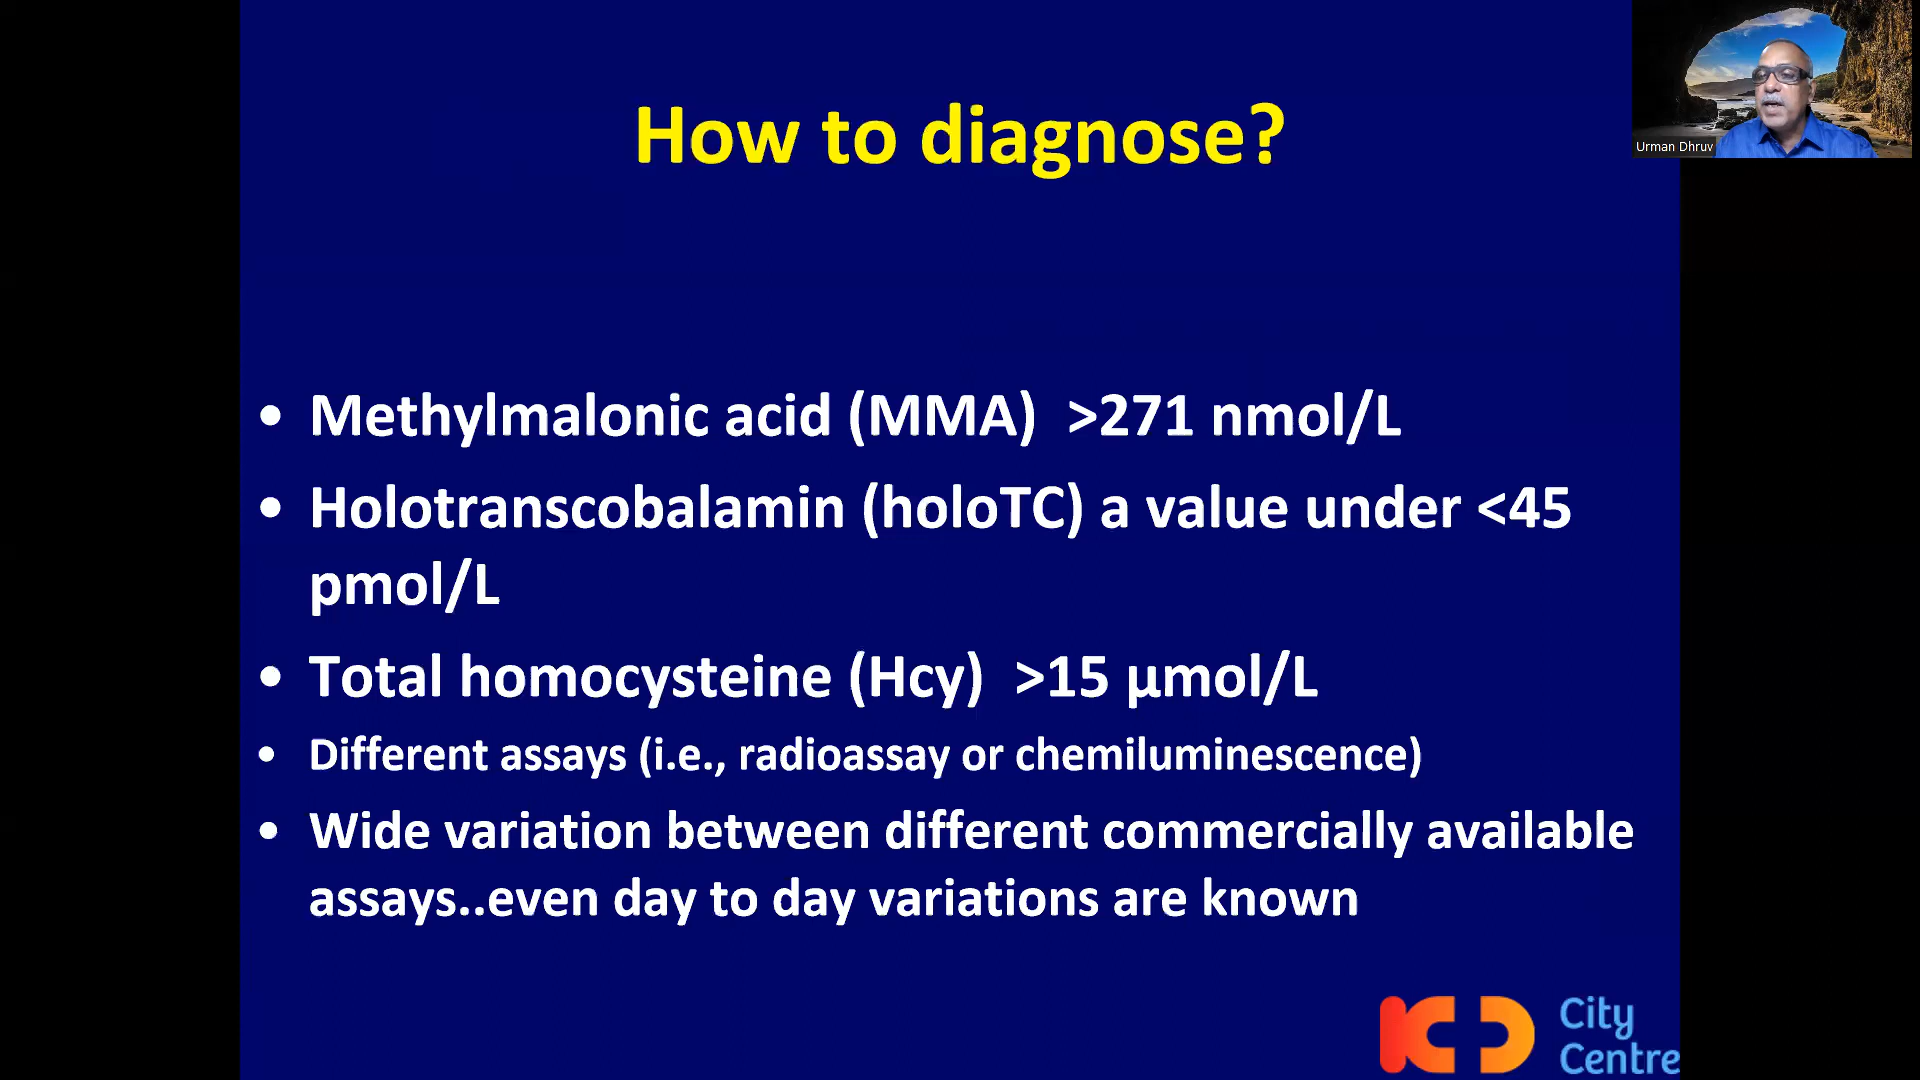 How to diagnose?
Urman Dhruv
• Methylmalonic acid (MMA) >271 nmol/L
• Holotranscobalamin (holoTC) a value under <45
pmol/L
• Total homocysteine (Hcy) >15 µmol/L
• Different assays (i.e., radioassay or chemiluminescence)
• Wide variation between different commercially available
assays..even day to day variations are known
KD City
Centre